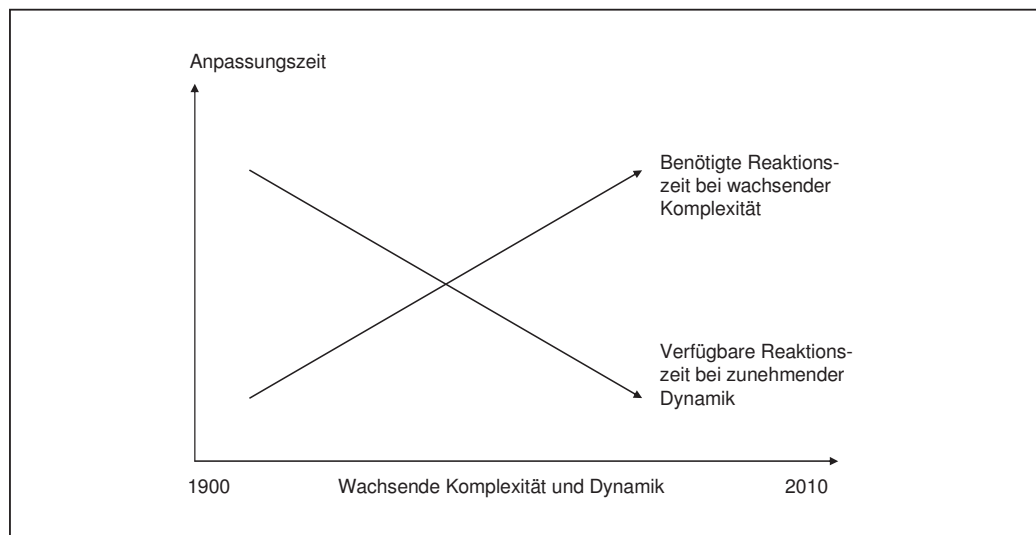 Anpassungszeit
Benötigte Reaktions-
zeit bei wachsender
Komplexität
Verfügbare Reaktions-
zeit bei zunehmender
Dynamik
1900
Wachsende Komplexität und Dynamik
2010